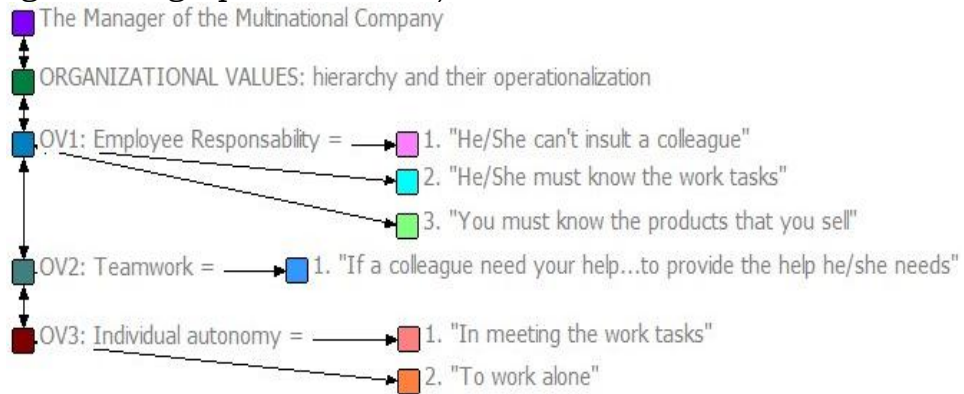 The Manager of the Multinational Company
ORGANIZATIONAL VALUES: hierarchy and their operationalization
OV1: Employee Responsability = 1. "He/She can't insult a colleague"
2. "He/She must know the work tasks"
3. "You must know the products that you sell"
OV2: Teamwork = 1. "If a colleague need your help...to provide the help he/she needs"
OV3: Individual autonomy = 1. "In meeting the work tasks"
2. "To work alone"